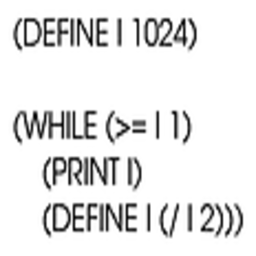 (DEFINE I 1024)
(WHILE (>= I 1)
(PRINT I)
(DEFINE I (/ I 2)))